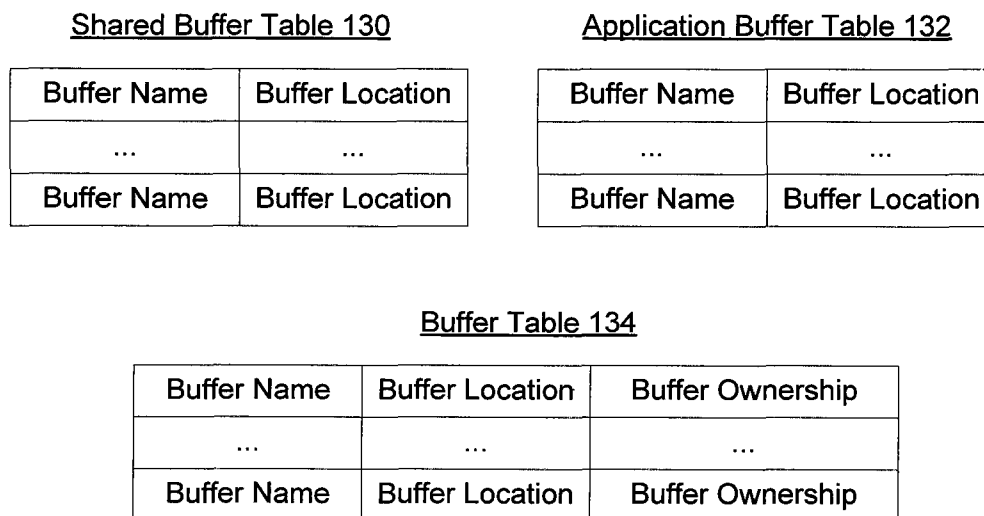 Shared Buffer Table 130 Application Buffer Table 132
Buffer Name Buffer Location Buffer Name Buffer Location
... ... ... ...
Buffer Name Buffer Location Buffer Name Buffer Location
Buffer Table 134
Buffer Name Buffer Location Buffer Ownership
... ... ...
Buffer Name Buffer Location Buffer Ownership